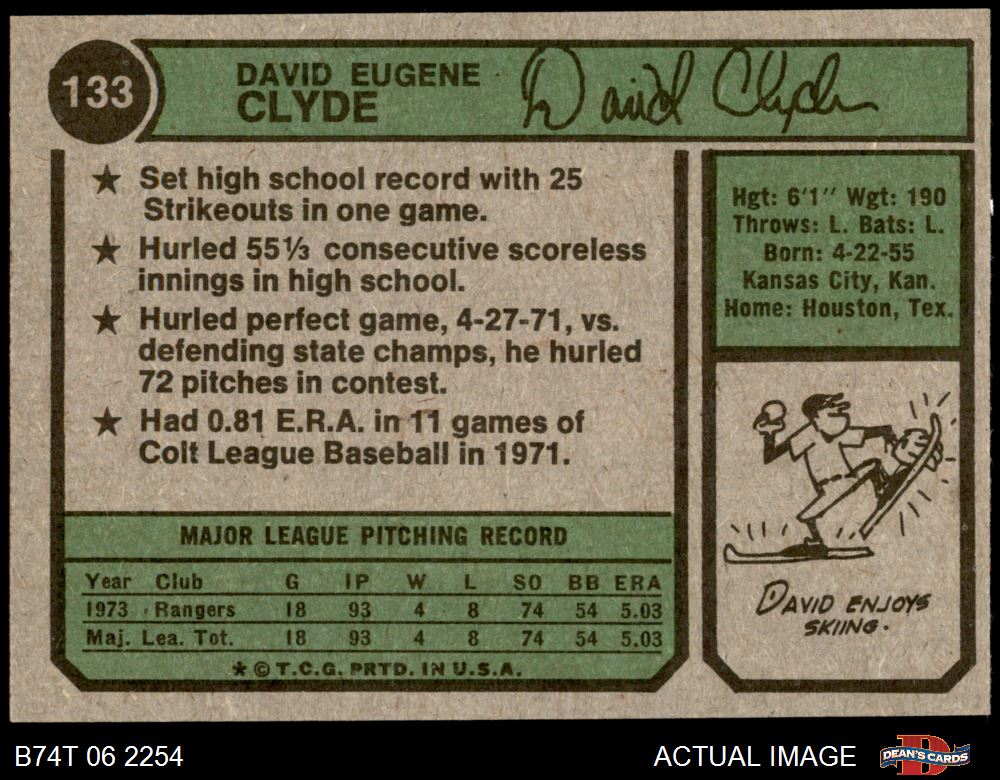 133
DAVID EUGENE
CLYDE
David Clyde
★ Set high school record with 25
Strikeouts in one game.
★ Hurled 55⅓ consecutive scoreless
innings in high school.
★ Hurled perfect game, 4-27-71, vs.
defending state champs, he hurled
72 pitches in contest.
★ Had 0.81 E.R.A. in 11 games of
Colt League Baseball in 1971.
MAJOR LEAGUE PITCHING RECORD
Year Club G IP W L SO BB ERA
1973 Rangers 18 93 4 8 74 54 5.03
Maj. Lea. Tot. 18 93 4 8 74 54 5.03
★ © T.C.G. PRTD. IN U.S.A.
Hgt: 6'1" Wgt: 190
Throws: L. Bats: L.
Born: 4-22-55
Kansas City, Kan.
Home: Houston, Tex.
DAVID ENJOYS
SKIING.
B74T 06 2254
ACTUAL IMAGE
DEAN'S CARDS